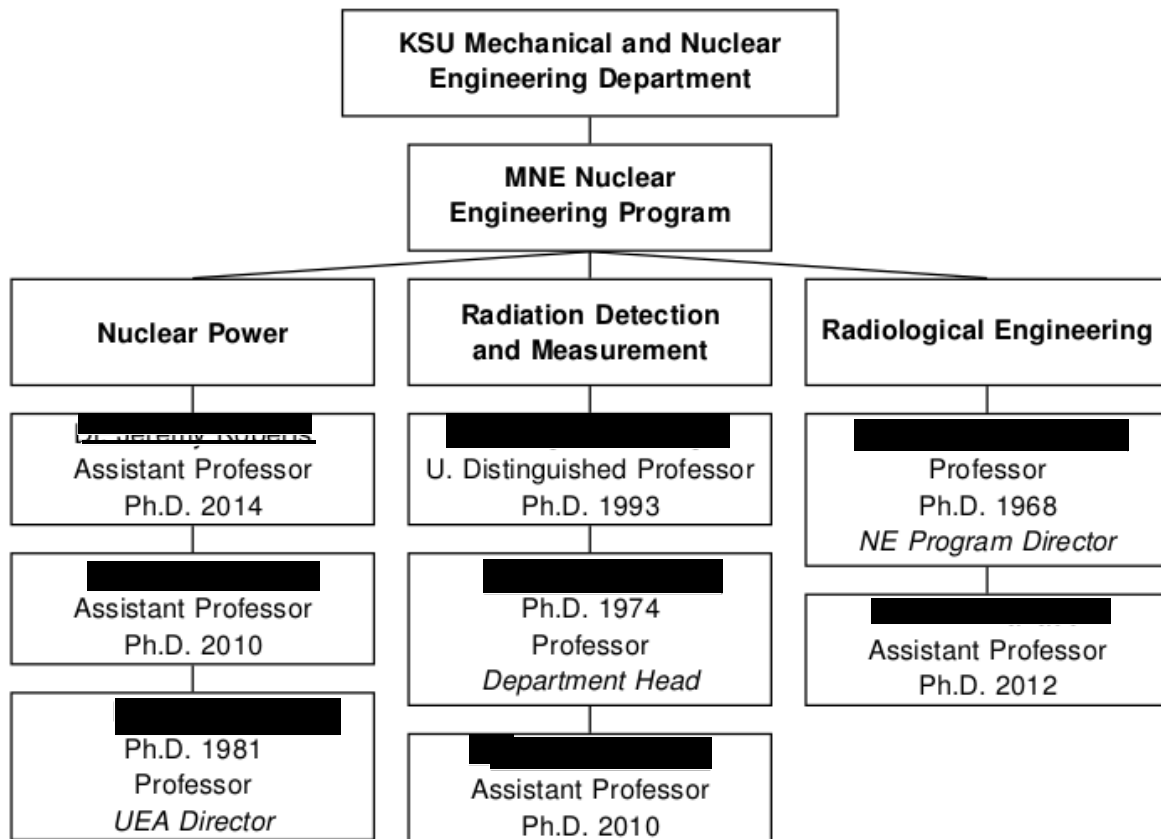 KSU Mechanical and Nuclear
Engineering Department
MNE Nuclear
Engineering Program
Nuclear Power
Assistant Professor
Ph.D. 2014
Assistant Professor
Ph.D. 2010
Ph.D. 1981
Professor
UEA Director
Radiation Detection
and Measurement
U. Distinguished Professor
Ph.D. 1993
Ph.D. 1974
Professor
Department Head
Assistant Professor
Ph.D. 2010
Radiological Engineering
Professor
Ph.D. 1968
NE Program Director
Assistant Professor
Ph.D. 2012